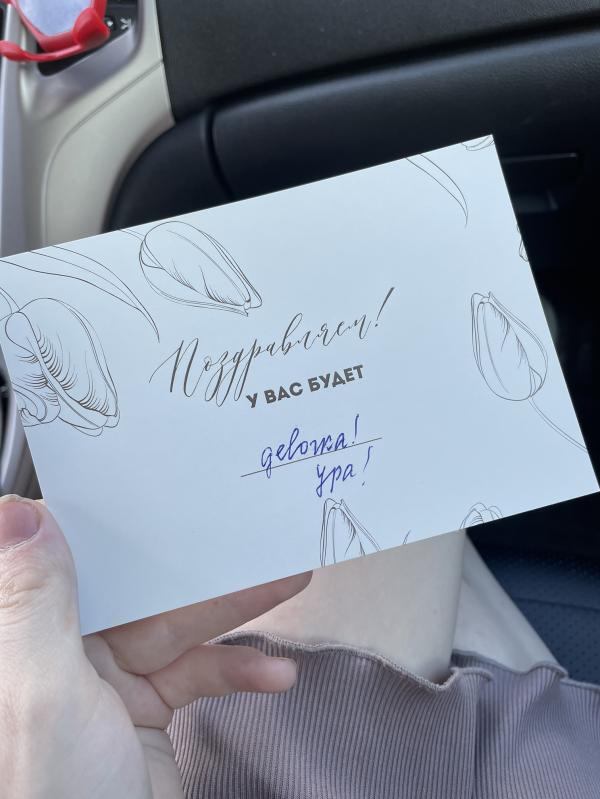 Поздравляем!
У ВАС БУДЕТ
девочка!
ура!